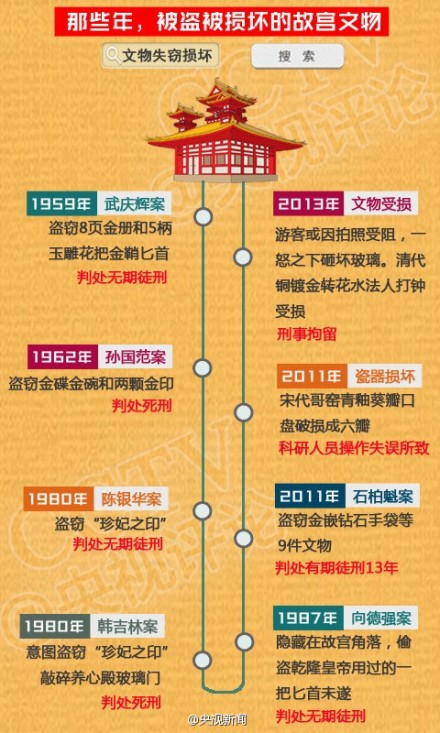 那些年，被盗被损坏的故宫文物
文物失窃损坏
搜 索
1959年 武庆辉案
盗窃8页金册和5柄
玉雕花把金鞘匕首
判处无期徒刑
1962年 孙国范案
盗窃金碟金碗和两颗金印
判处死刑
1980年 陈银华案
盗窃“珍妃之印”
判处无期徒刑
1980年 韩吉林案
意图盗窃“珍妃之印”
敲碎养心殿玻璃门
判处死刑
1987年 向德强案
隐藏在故宫角落，偷
盗乾隆皇帝用过的一
把匕首未遂
判处无期徒刑
2011年 石柏魁案
盗窃金嵌钻石手袋等
9件文物
判处有期徒刑13年
2011年 瓷器损坏
宋代哥窑青釉葵瓣口
盘破损成六瓣
科研人员操作失误所致
2013年 文物受损
游客或因拍照受阻，一
怒之下砸坏玻璃。清代
铜镀金转花水法人打钟
受损
刑事拘留
@央视新闻
CCTV
@央视评论